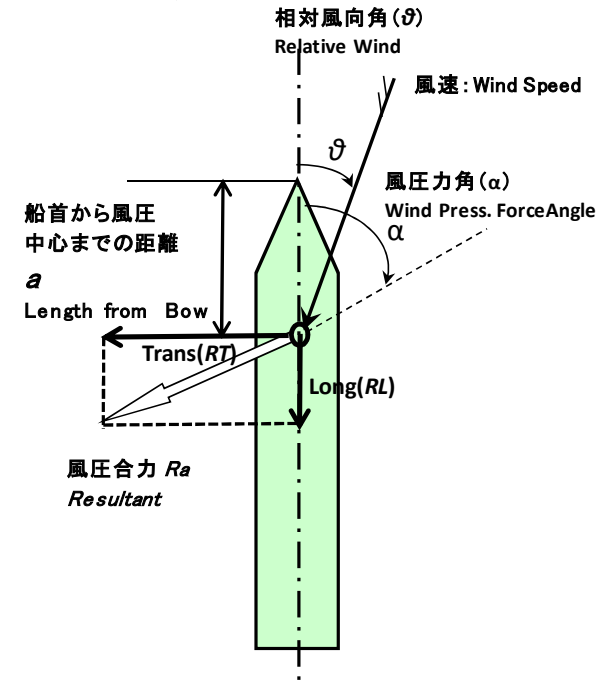 相対風向角(θ)
Relative Wind
風速:Wind Speed
ϑ
風圧力角(α)
Wind Press. ForceAngle
α
船首から風圧
中心までの距離
a
Length from Bow
Trans(RT)
Long(RL)
風圧合力 Ra
Resultant